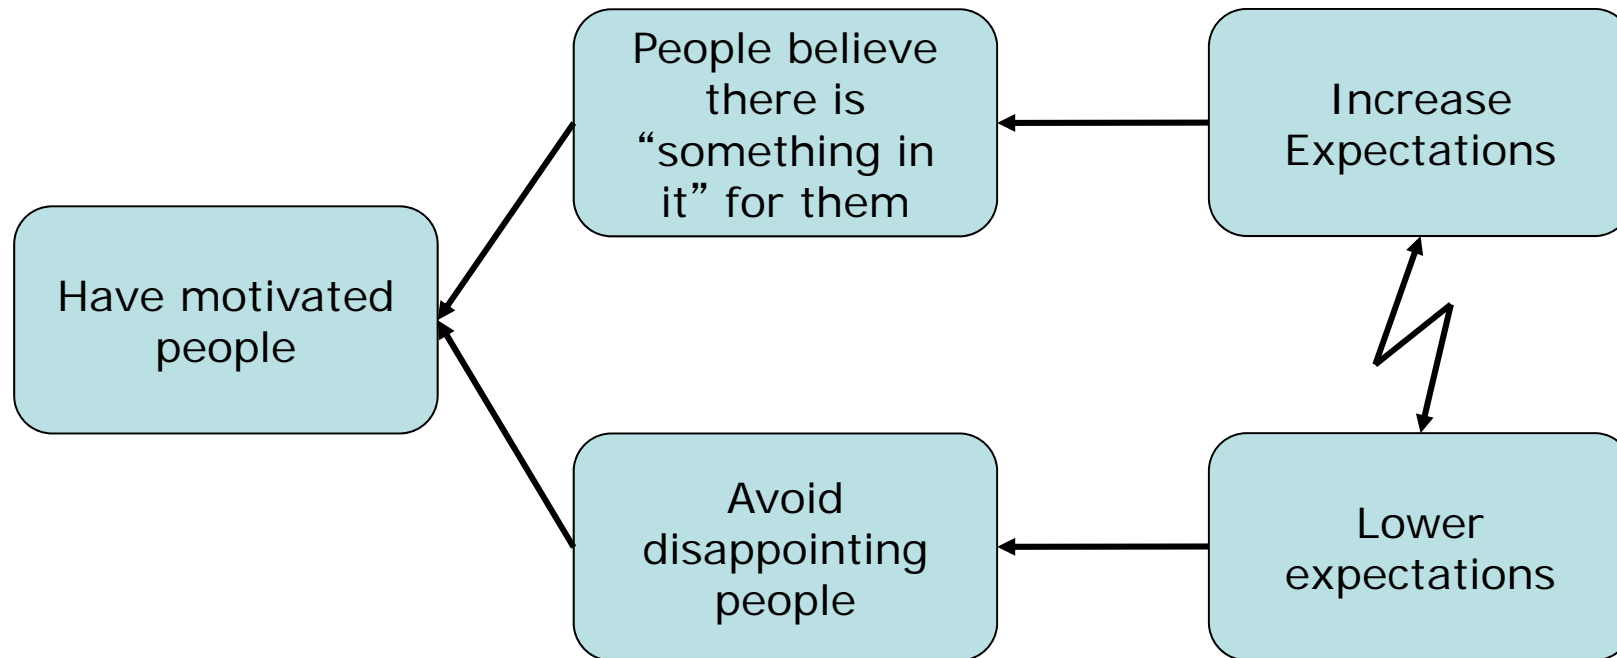 People believe
there is
“something in
it” for them
Increase
Expectations
Have motivated
people
Avoid
disappointing
people
Lower
expectations